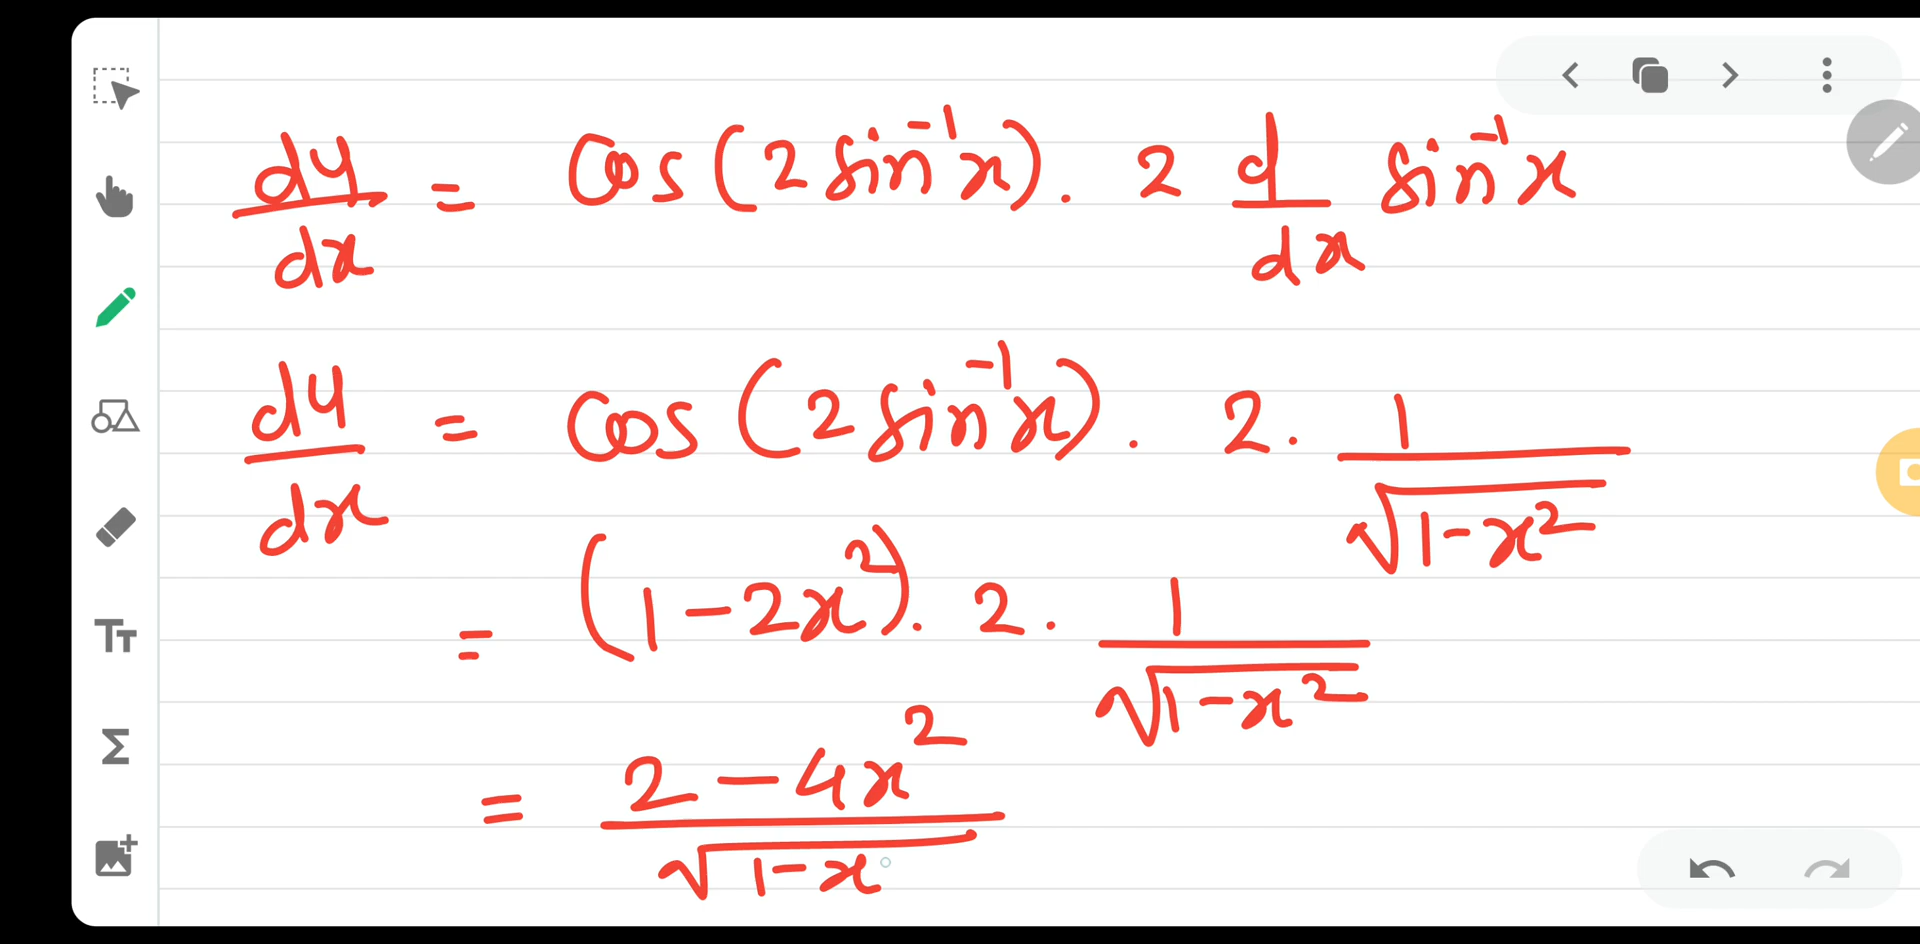 dy/dx = Cos(2 sin⁻¹x). 2 d/dx sin⁻¹x
dy/dx = Cos(2 sin⁻¹x). 2. 1/√(1-x²)
= (1-2x²). 2. 1/√(1-x²)
= 2-4x²/√(1-x
Tт
Σ